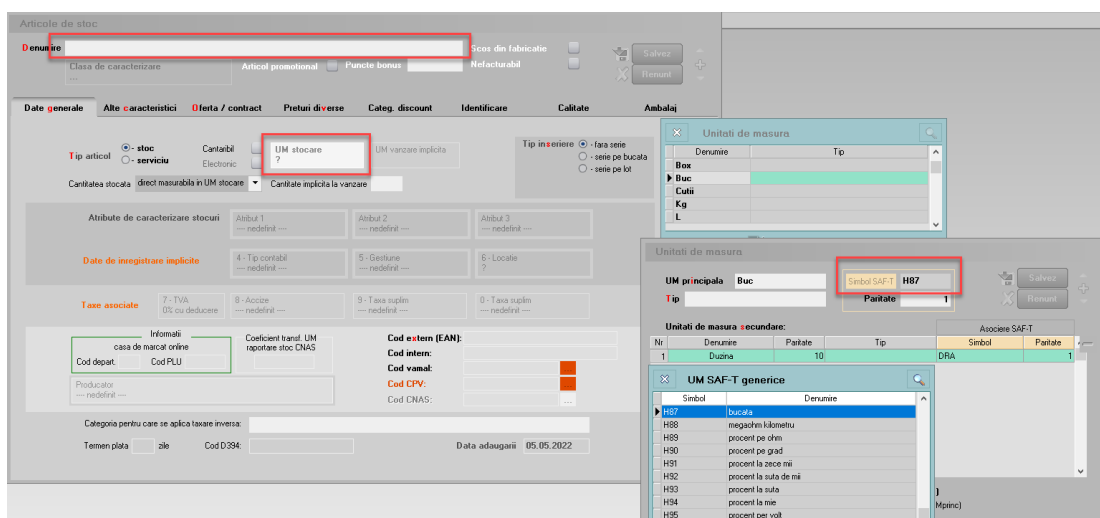 Articole de stoc
Denumire
Scos din fabricatie
Salvez
Clasa de caracterizare
---
Articol promotional
Puncte bonus
Nefacturabil
Renunt
Date generale
Alte caracteristici
Oferta / contract
Preturi diverse
Categ. discount
Identificare
Calitate
Ambalaj
Tip articol
- stoc
- serviciu
Cantaribil
Electronic
UM stocare
?
UM vanzare implicita
Tip inseriere
- fara serie
- serie pe bucata
- serie pe lot
Cantitatea stocata
direct masurabila in UM stocare
Cantitate implicita la vanzare
Atribute de caracterizare stocuri
Atribut 1
---- nedefinit ----
Atribut 2
---- nedefinit ----
Atribut 3
---- nedefinit ----
Date de inregistrare implicite
4 - Tip contabil
---- nedefinit ----
5 - Gestiune
---- nedefinit ----
6 - Locatie
?
Taxe asociate
7 - TVA
0% cu deducere
8 - Accize
---- nedefinit ----
9 - Taxa suplim
---- nedefinit ----
0 - Taxa suplim
---- nedefinit ----
Informatii
casa de marcat online
Cod depart.
Cod PLU
Coeficient transf. UM
raportare stoc CNAS
Cod extern (EAN):
Cod intern:
Cod vamal:
...
Cod CPV:
...
Cod CNAS:
...
Producator
---- nedefinit ----
Categoria pentru care se aplica taxare inversa:
Termen plata
zile
Cod D394:
Data adaugarii
05.05.2022
Unitati de masura
Denumire
Tip
Box
Buc
Cutii
Kg
L
Unitati de masura
UM principala
Buc
Simbol SAF-T
H87
Salvez
Tip
Paritate
1
Renunt
Unitati de masura secundare:
Asociere SAF-T
Nr
Denumire
Paritate
Tip
Simbol
Paritate
1
Duzina
10
DRA
1
UM SAF-T generice
Simbol
Denumire
H87
bucata
H88
megaohm kilometru
H89
procent pe ohm
H90
procent pe grad
H91
procent la zece mii
H92
procent la suta de mii
H93
procent la suta
H94
procent la mie
H95
procent per volt
)
Mprinc)